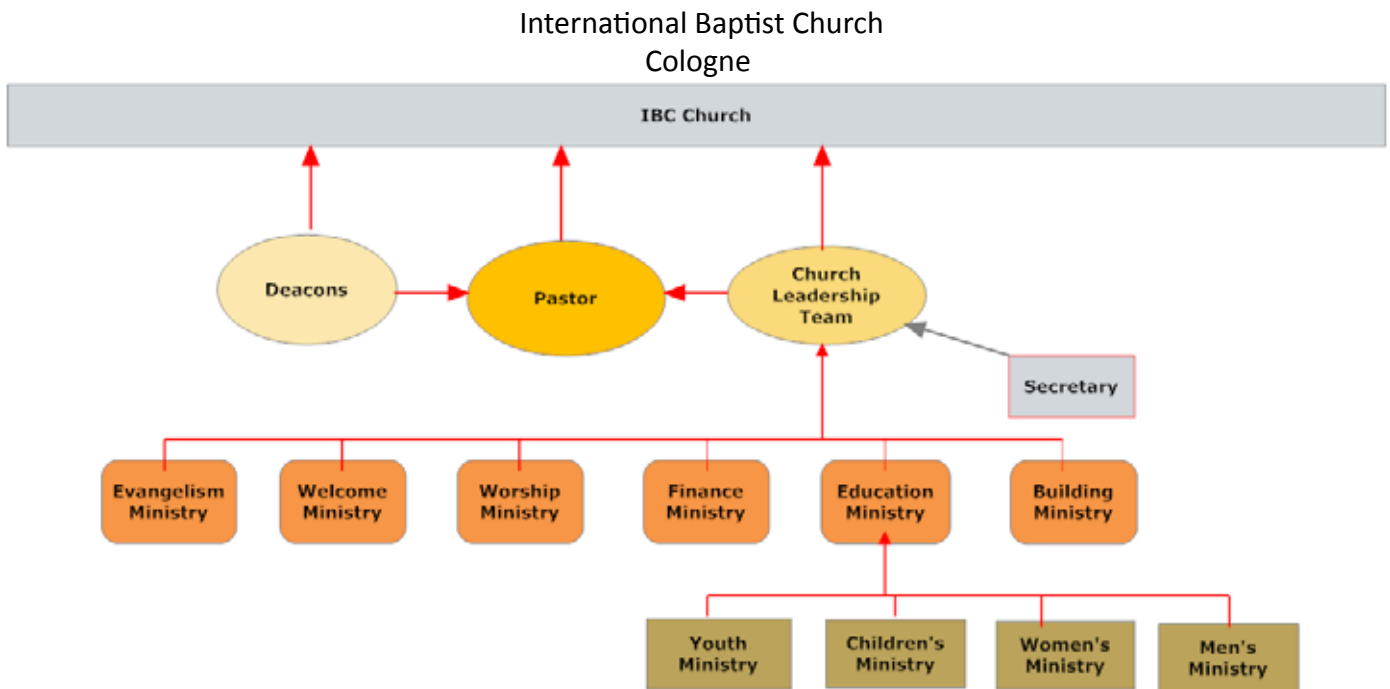 International Baptist Church
Cologne
IBC Church
Deacons
Pastor
Church
Leadership
Team
Secretary
Evangelism
Ministry
Welcome
Ministry
Worship
Ministry
Finance
Ministry
Education
Ministry
Building
Ministry
Youth
Ministry
Children's
Ministry
Women's
Ministry
Men's
Ministry